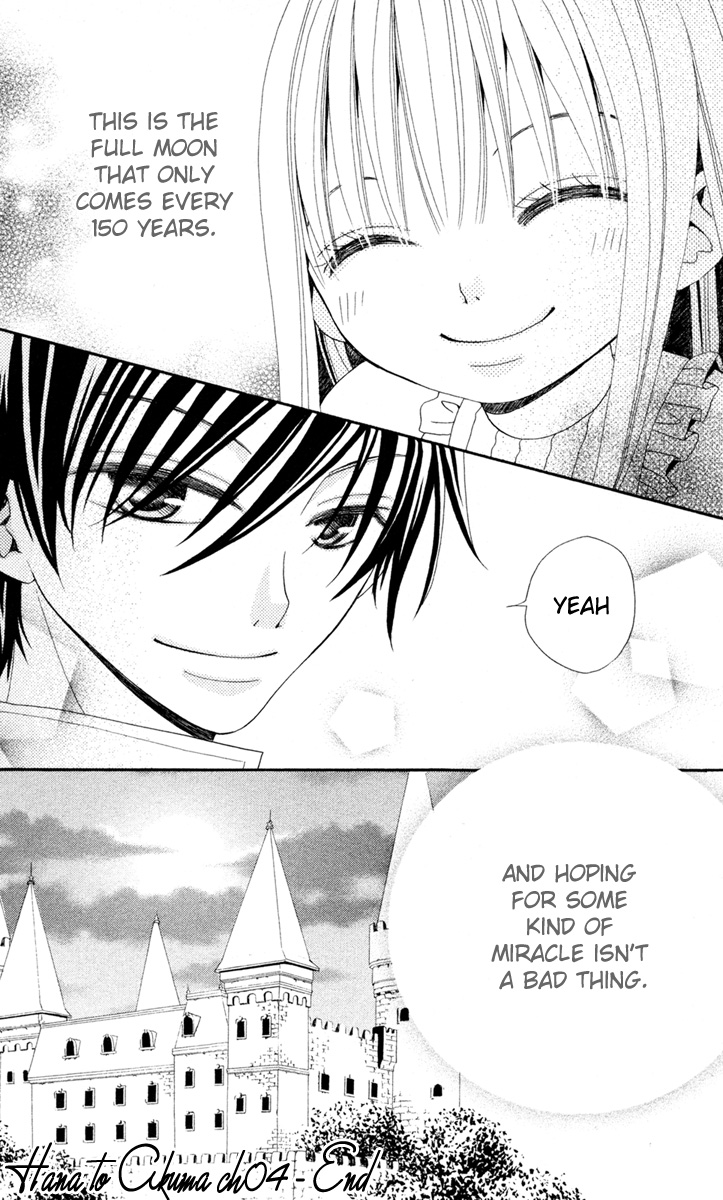 THIS IS THE
FULL MOON
THAT ONLY
COMES EVERY
150 YEARS.
YEAH
AND HOPING
FOR SOME
KIND OF
MIRACLE ISN'T
A BAD THING.
Hana to Akuma ch04 - End